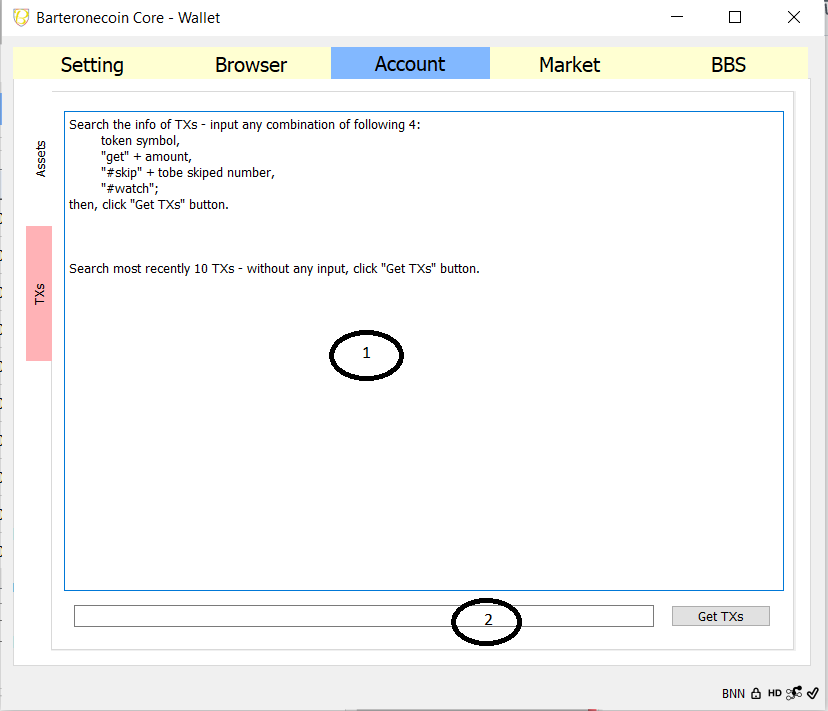 Barteronecoin Core - Wallet
Setting Browser Account Market BBS
Assets
TXs
Search the info of TXs - input any combination of following 4:
token symbol,
"get" + amount,
"#skip" + tobe skiped number,
"#watch";
then, click "Get TXs" button.
Search most recently 10 TXs - without any input, click "Get TXs" button.
1
2
Get TXs
BNN HD